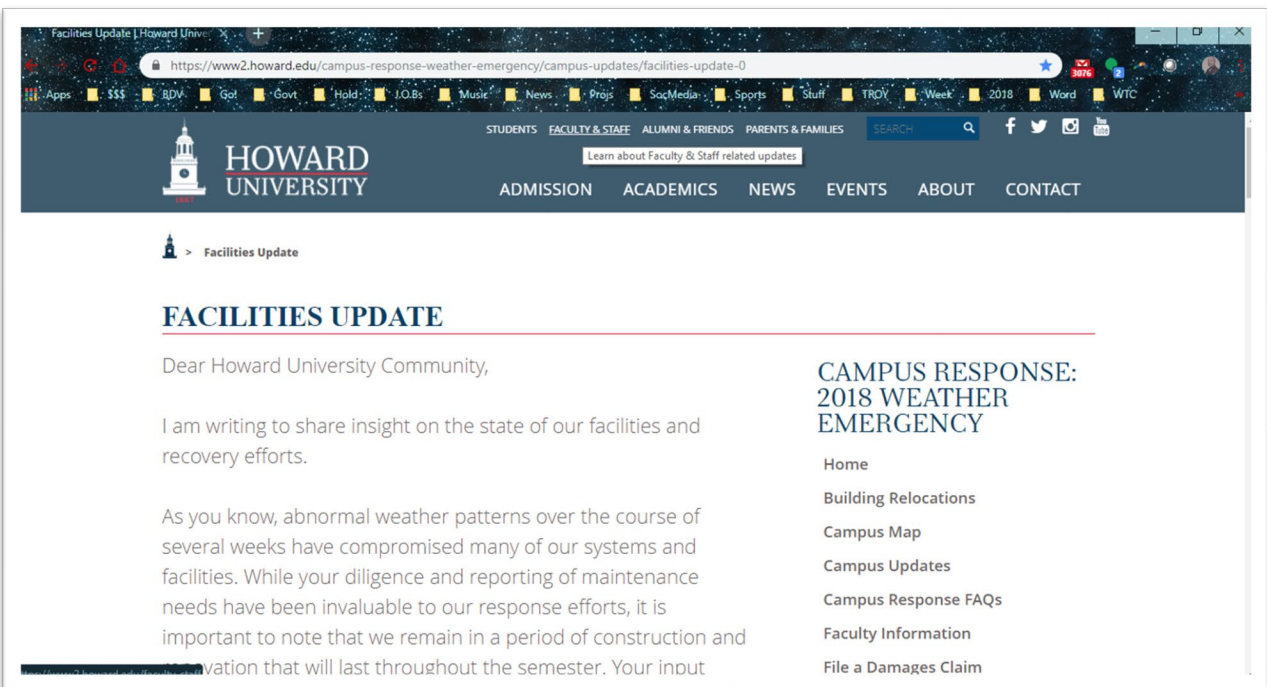 Facilities Update | Howard Unive
https://www2.howard.edu/campus-response-weather-emergency/campus-updates/facilities-update-0
3076
2
Apps $$$ BDV Go! Govt Hold J.O.Bs Music News Projs SocMedia Sports Stuff TROY Week 2018 Word WTC
STUDENTS FACULTY & STAFF ALUMNI & FRIENDS PARENTS & FAMILIES SEARCH
You Tube
Learn about Faculty & Staff related updates
HOWARD
UNIVERSITY
1867
ADMISSION ACADEMICS NEWS EVENTS ABOUT CONTACT
> Facilities Update
FACILITIES UPDATE
Dear Howard University Community,
I am writing to share insight on the state of our facilities and
recovery efforts.
As you know, abnormal weather patterns over the course of
several weeks have compromised many of our systems and
facilities. While your diligence and reporting of maintenance
needs have been invaluable to our response efforts, it is
important to note that we remain in a period of construction and
that will last throughout the semester. Your input
CAMPUS RESPONSE:
2018 WEATHER
EMERGENCY
Home
Building Relocations
Campus Map
Campus Updates
Campus Response FAQs
Faculty Information
File a Damages Claim